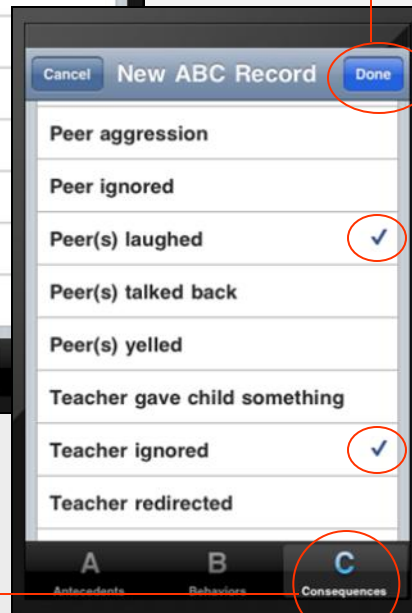 Cancel New ABC Record Done
Peer aggression
Peer ignored
Peer(s) laughed
Peer(s) talked back
Peer(s) yelled
Teacher gave child something
Teacher ignored
Teacher redirected
A B C
Antecedents Behaviors Consequences